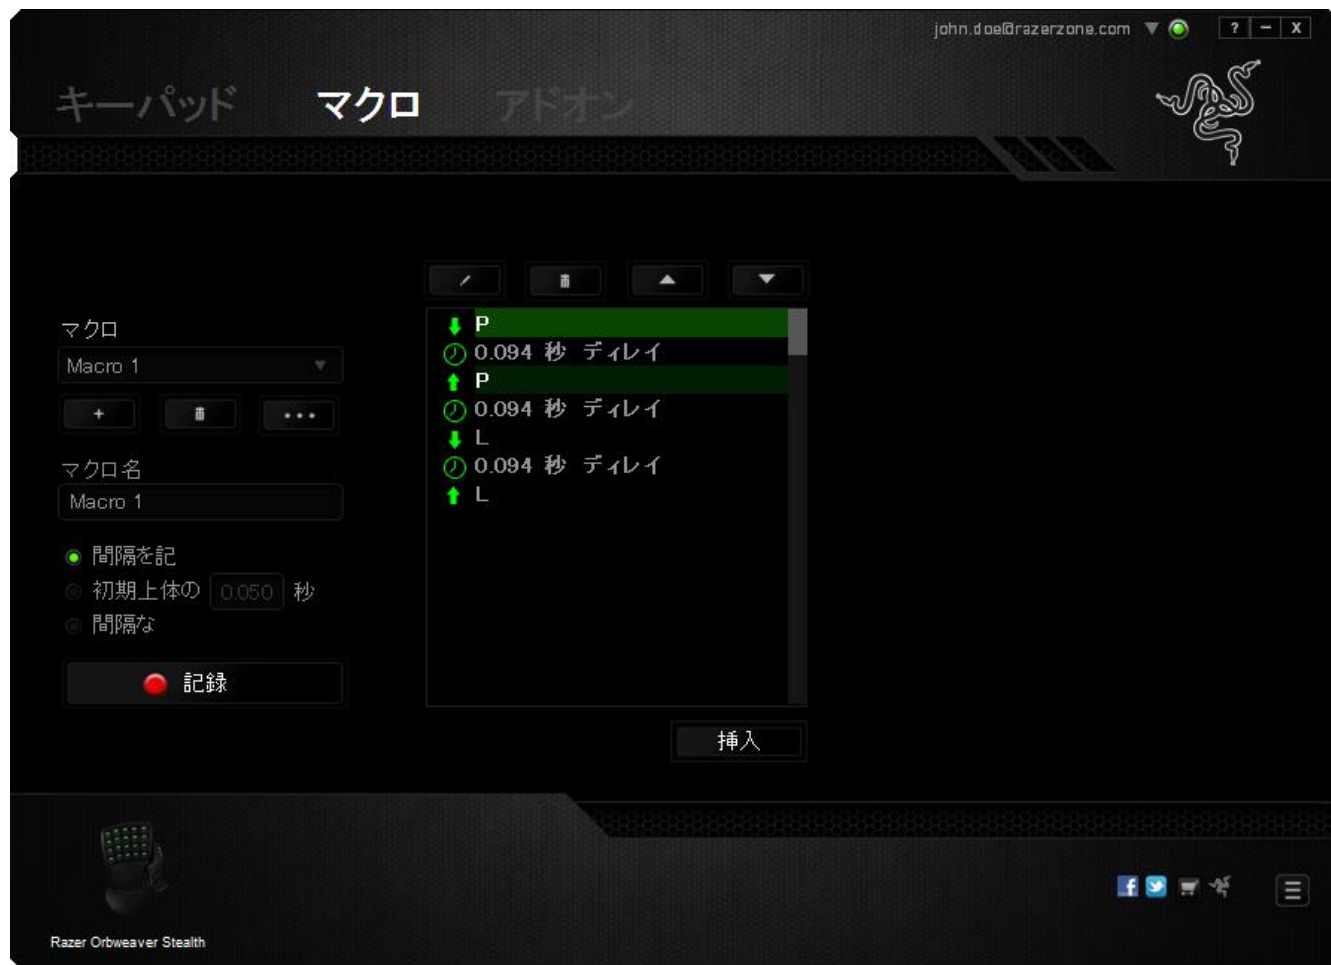 john.doe@razerzone.com
? − X
キーパッド マクロ アドオン
マクロ
Macro 1
+
マクロ名
Macro 1
間隔を記
初期上体の 0.050 秒
間隔な
記録
P
0.094 秒 ディレイ
P
0.094 秒 ディレイ
L
0.094 秒 ディレイ
L
挿入
Razer Orbweaver Stealth